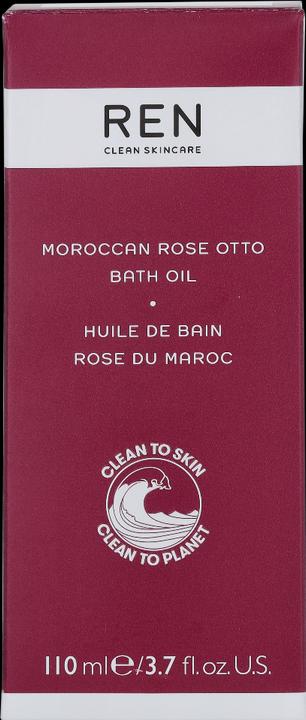 REN
CLEAN SKINCARE
MOROCCAN ROSE OTTO
BATH OIL
•
HUILE DE BAIN
ROSE DU MAROC
CLEAN TO SKIN
CLEAN TO PLANET
110 ml℮/3.7 fl.oz.U.S.